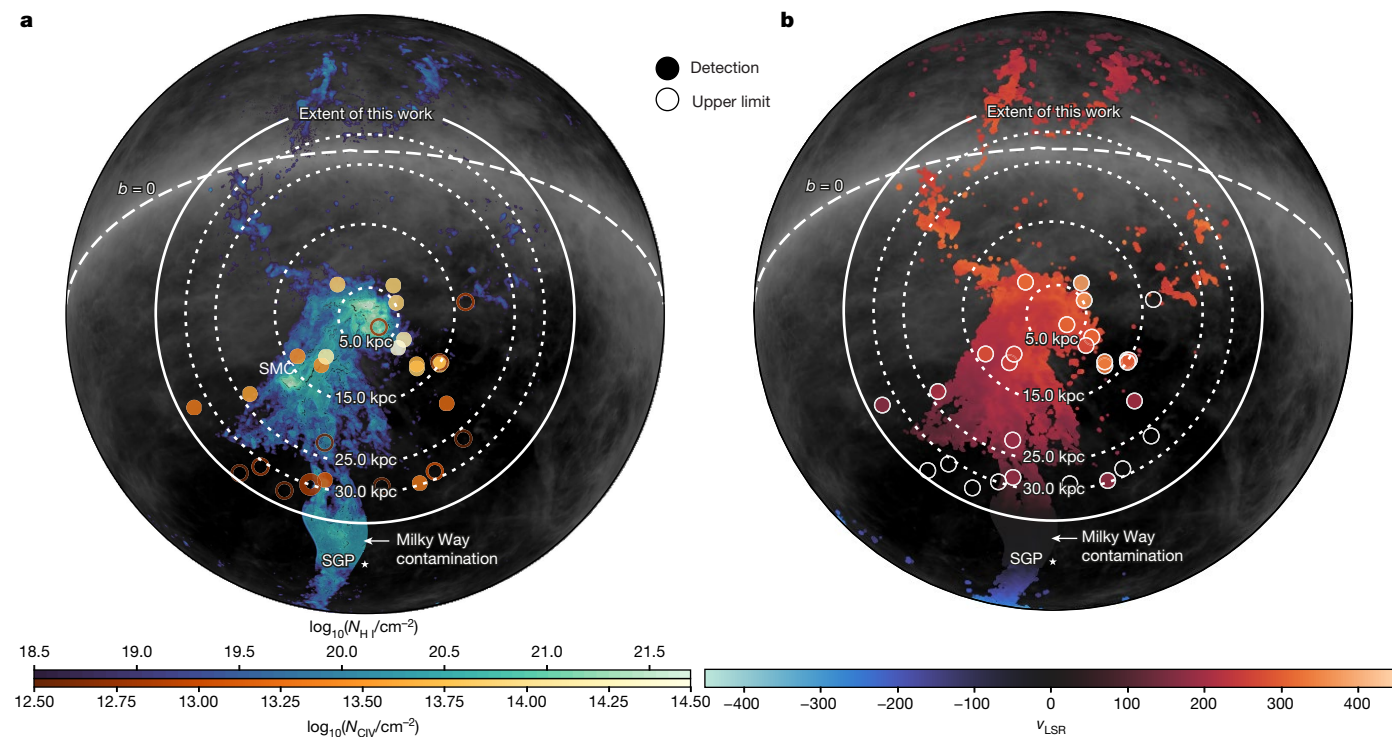 a
b
Detection
Upper limit
Extent of this work
Extent of this work
b = 0
b = 0
5.0 kpc
5.0 kpc
SMC
15.0 kpc
15.0 kpc
25.0 kpc
25.0 kpc
30.0 kpc
30.0 kpc
Milky Way
contamination
Milky Way
contamination
SGP
SGP
log₁₀(N_H I/cm⁻²)
18.5 19.0 19.5 20.0 20.5 21.0 21.5
12.50 12.75 13.00 13.25 13.50 13.75 14.00 14.25 14.50
log₁₀(N_CIV/cm⁻²)
−400 −300 −200 −100 0 100 200 300 400
v_LSR